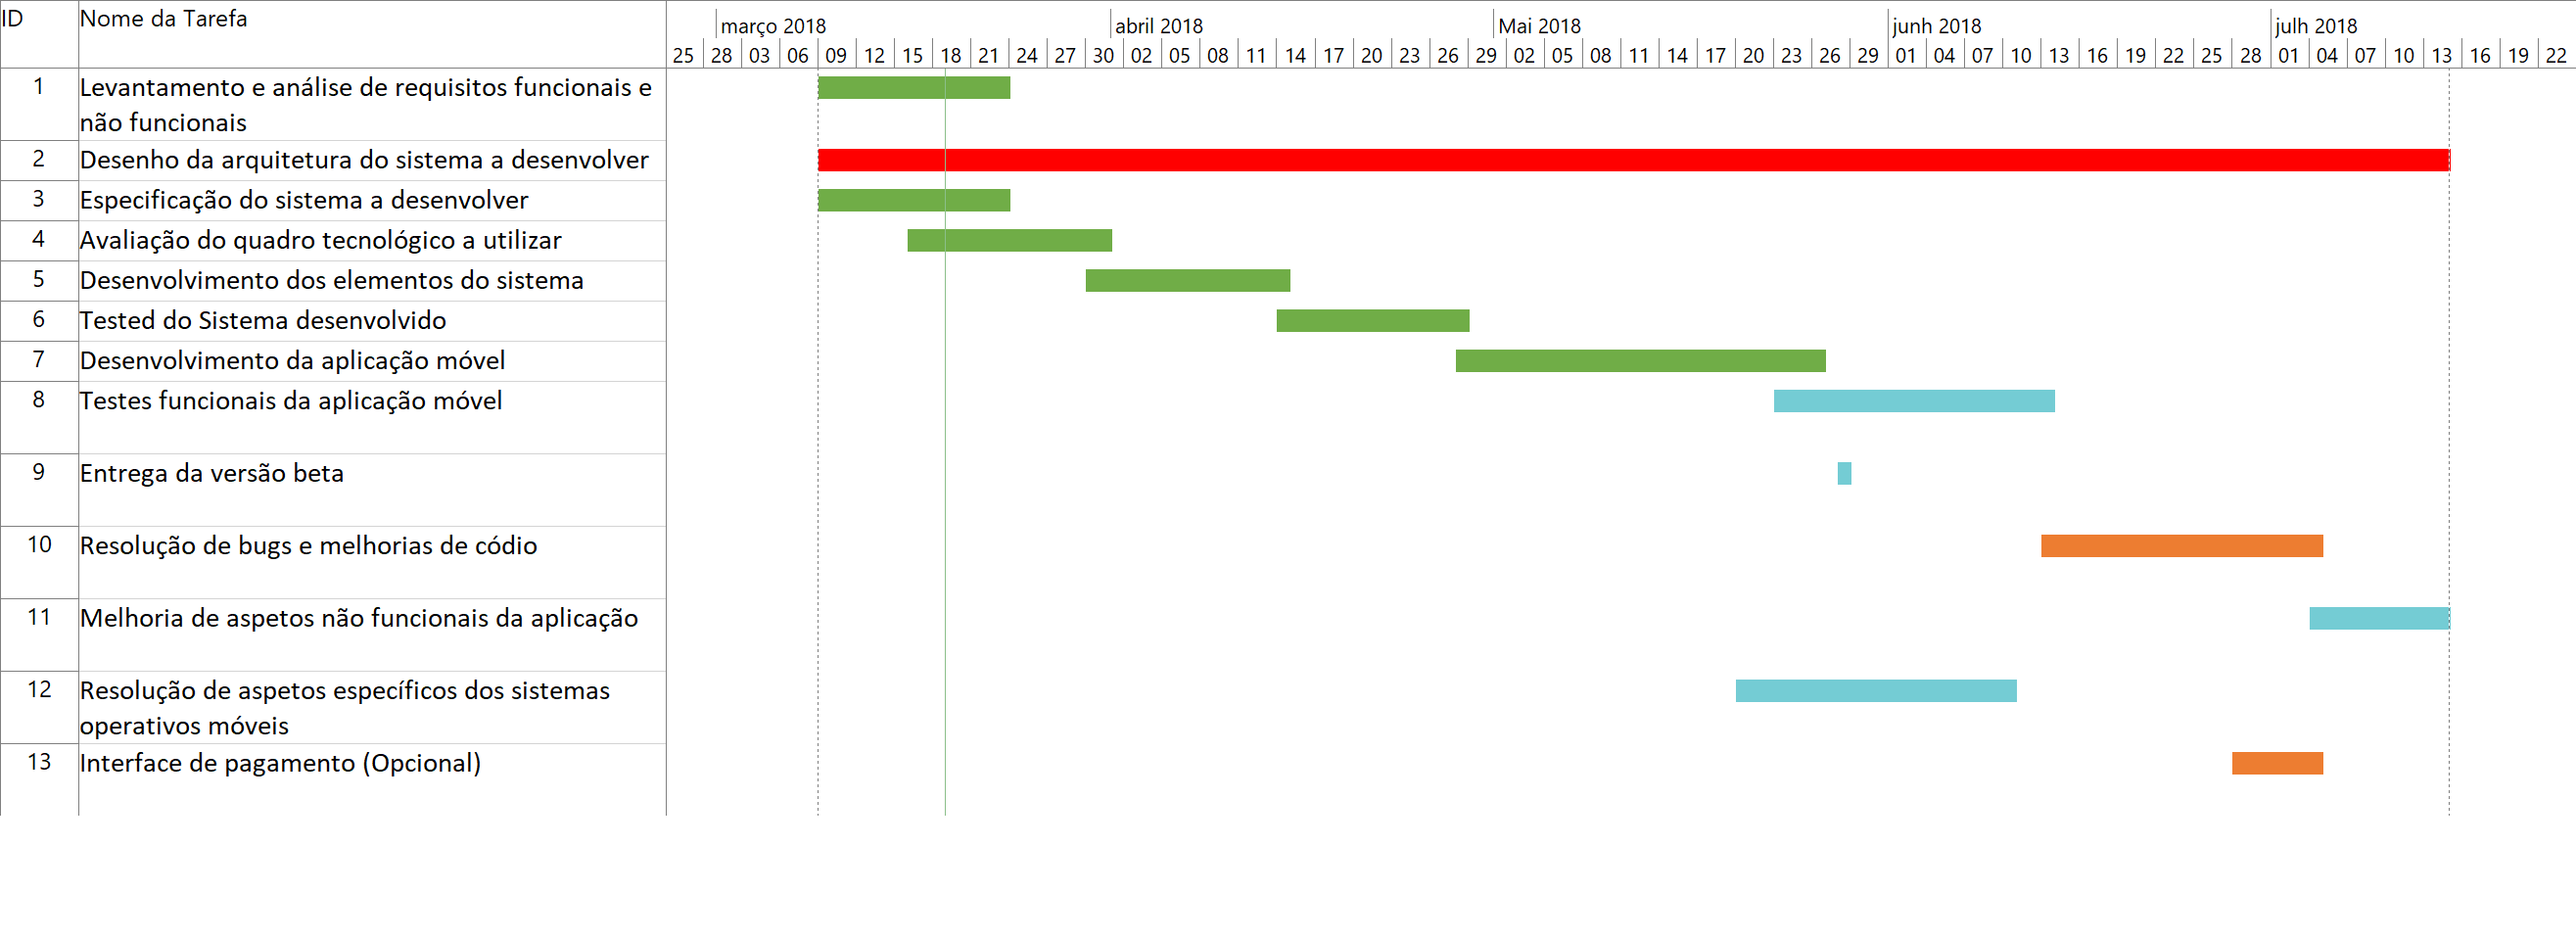 ID Nome da Tarefa março 2018 abril 2018 Mai 2018 junh 2018 julh 2018
25 28 03 06 09 12 15 18 21 24 27 30 02 05 08 11 14 17 20 23 26 29 02 05 08 11 14 17 20 23 26 29 01 04 07 10 13 16 19 22 25 28 01 04 07 10 13 16 19 22
1 Levantamento e análise de requisitos funcionais e
não funcionais
2 Desenho da arquitetura do sistema a desenvolver
3 Especificação do sistema a desenvolver
4 Avaliação do quadro tecnológico a utilizar
5 Desenvolvimento dos elementos do sistema
6 Tested do Sistema desenvolvido
7 Desenvolvimento da aplicação móvel
8 Testes funcionais da aplicação móvel
9 Entrega da versão beta
10 Resolução de bugs e melhorias de códio
11 Melhoria de aspetos não funcionais da aplicação
12 Resolução de aspetos específicos dos sistemas
operativos móveis
13 Interface de pagamento (Opcional)